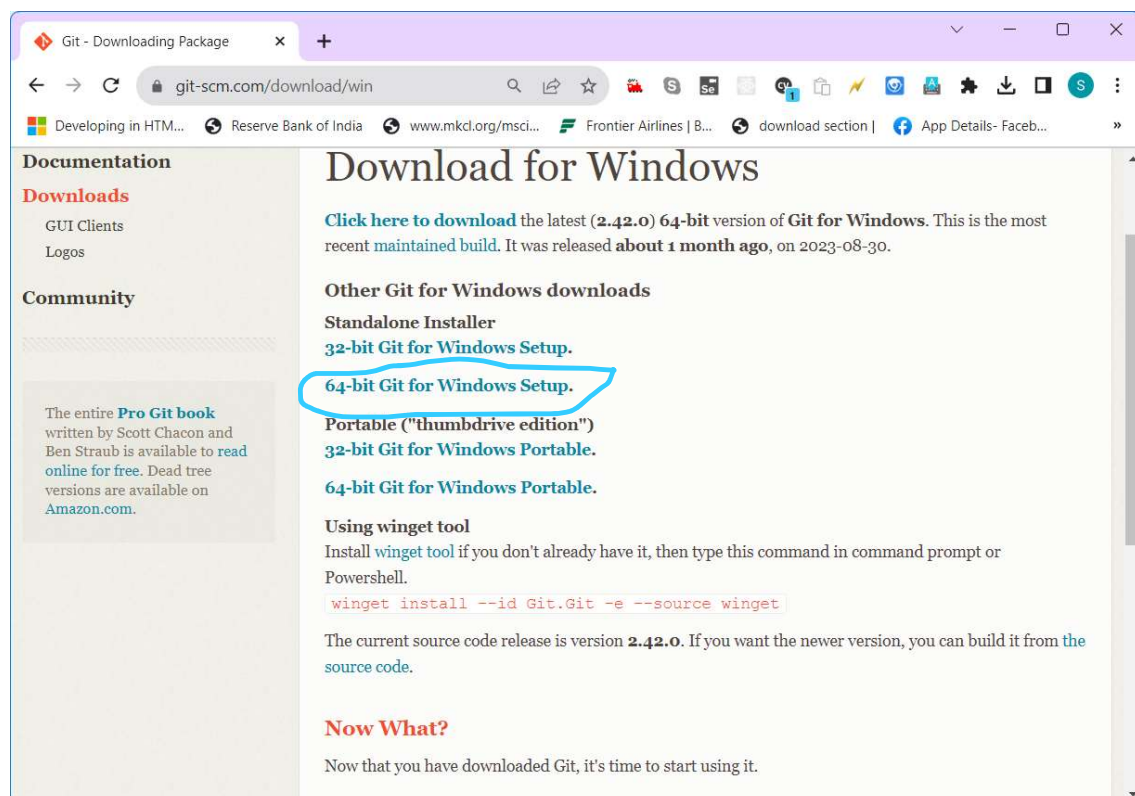 Git - Downloading Package
git-scm.com/download/win
Se
1
S
Developing in HTM...
Reserve Bank of India
www.mkcl.org/msci...
Frontier Airlines | B...
download section |
App Details- Faceb...
»
Documentation
Downloads
GUI Clients
Logos
Community
The entire Pro Git book
written by Scott Chacon and
Ben Straub is available to read
online for free. Dead tree
versions are available on
Amazon.com.
Download for Windows
Click here to download the latest (2.42.0) 64-bit version of Git for Windows. This is the most
recent maintained build. It was released about 1 month ago, on 2023-08-30.
Other Git for Windows downloads
Standalone Installer
32-bit Git for Windows Setup.
64-bit Git for Windows Setup.
Portable ("thumbdrive edition")
32-bit Git for Windows Portable.
64-bit Git for Windows Portable.
Using winget tool
Install winget tool if you don't already have it, then type this command in command prompt or
Powershell.
winget install --id Git.Git -e --source winget
The current source code release is version 2.42.0. If you want the newer version, you can build it from the
source code.
Now What?
Now that you have downloaded Git, it's time to start using it.